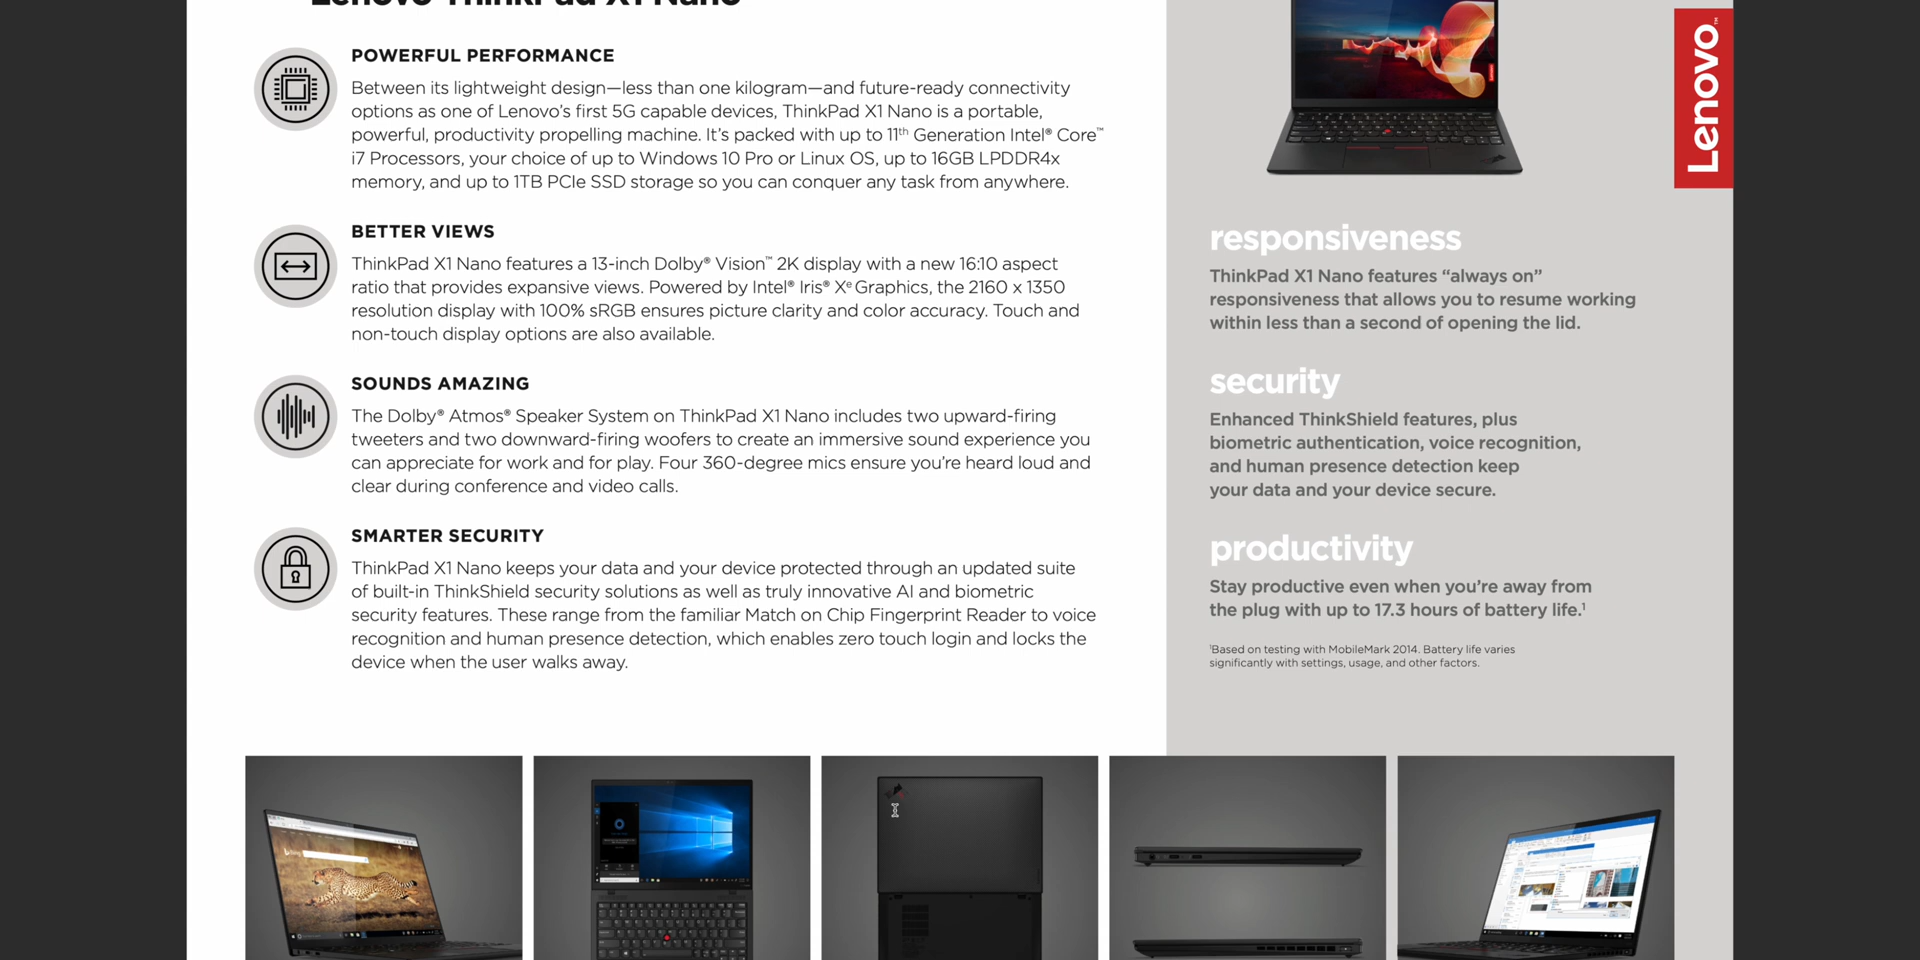 Lenovo ThinkPad X1 Nano
POWERFUL PERFORMANCE
Between its lightweight design—less than one kilogram—and future-ready connectivity
options as one of Lenovo's first 5G capable devices, ThinkPad X1 Nano is a portable,
powerful, productivity propelling machine. It's packed with up to 11th Generation Intel® Core™
i7 Processors, your choice of up to Windows 10 Pro or Linux OS, up to 16GB LPDDR4x
memory, and up to 1TB PCIe SSD storage so you can conquer any task from anywhere.
BETTER VIEWS
ThinkPad X1 Nano features a 13-inch Dolby® Vision™ 2K display with a new 16:10 aspect
ratio that provides expansive views. Powered by Intel® Iris® Xe Graphics, the 2160 x 1350
resolution display with 100% sRGB ensures picture clarity and color accuracy. Touch and
non-touch display options are also available.
SOUNDS AMAZING
The Dolby® Atmos® Speaker System on ThinkPad X1 Nano includes two upward-firing
tweeters and two downward-firing woofers to create an immersive sound experience you
can appreciate for work and for play. Four 360-degree mics ensure you're heard loud and
clear during conference and video calls.
SMARTER SECURITY
ThinkPad X1 Nano keeps your data and your device protected through an updated suite
of built-in ThinkShield security solutions as well as truly innovative AI and biometric
security features. These range from the familiar Match on Chip Fingerprint Reader to voice
recognition and human presence detection, which enables zero touch login and locks the
device when the user walks away.
Lenovo™
responsiveness
ThinkPad X1 Nano features “always on”
responsiveness that allows you to resume working
within less than a second of opening the lid.
security
Enhanced ThinkShield features, plus
biometric authentication, voice recognition,
and human presence detection keep
your data and your device secure.
productivity
Stay productive even when you're away from
the plug with up to 17.3 hours of battery life.¹
¹Based on testing with MobileMark 2014. Battery life varies
significantly with settings, usage, and other factors.